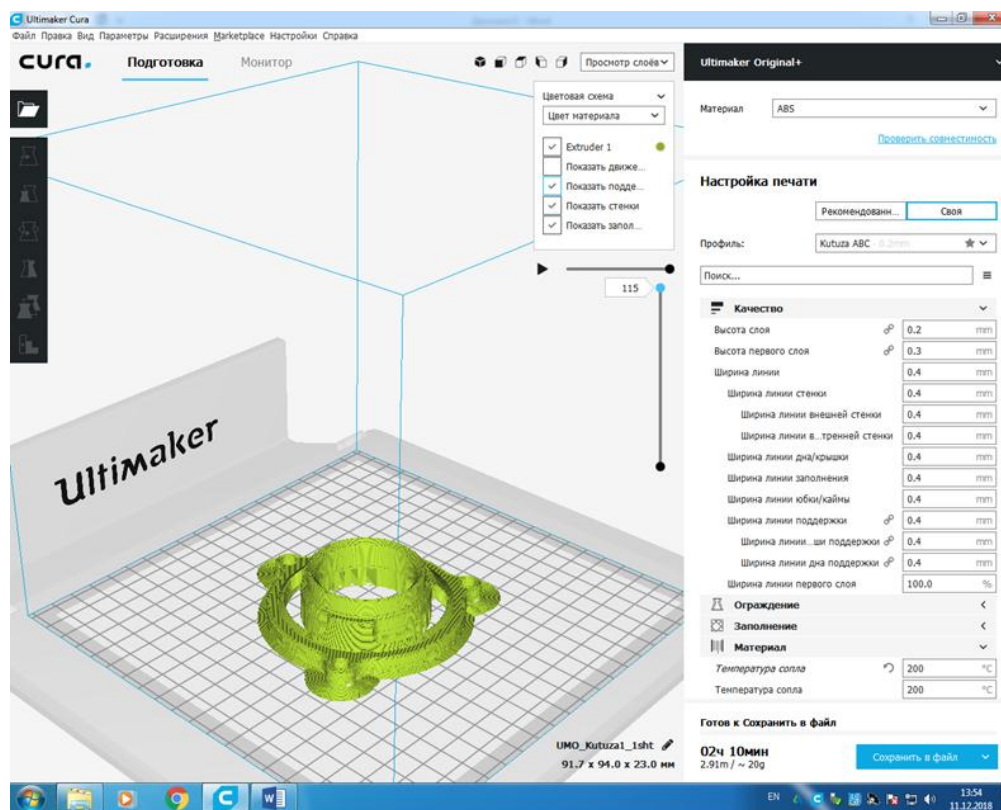 Ultimaker Cura
Файл Правка Вид Параметры Расширения Marketplace Настройки Справка
cura.
Подготовка
Монитор
Просмотр слоёв
Цветовая схема
Цвет материала
Extruder 1
Показать движе...
Показать подде...
Показать стенки
Показать запол...
115
Ultimaker
UMO_Kutuza1_1sht
91.7 x 94.0 x 23.0 мм
Ultimaker Original+
Материал ABS
Проверить совместимость
Настройка печати
Рекомендованн... Своя
Профиль: Kutuza ABC - 0.2mm
Поиск...
Качество
Высота слоя 0.2 mm
Высота первого слоя 0.3 mm
Ширина линии 0.4 mm
Ширина линии стенки 0.4 mm
Ширина линии внешней стенки 0.4 mm
Ширина линии в...тренней стенки 0.4 mm
Ширина линии дна/крышки 0.4 mm
Ширина линии заполнения 0.4 mm
Ширина линии юбки/каймы 0.4 mm
Ширина линии поддержки 0.4 mm
Ширина линии...ши поддержки 0.4 mm
Ширина линии дна поддержки 0.4 mm
Ширина линии первого слоя 100.0 %
Ограждение
Заполнение
Материал
Температура сопла 200 °C
Температура сопла 200 °C
Готов к Сохранить в файл
02ч 10мин
2.91m / ~ 20g
Сохранить в файл
EN
13:54
11.12.2018